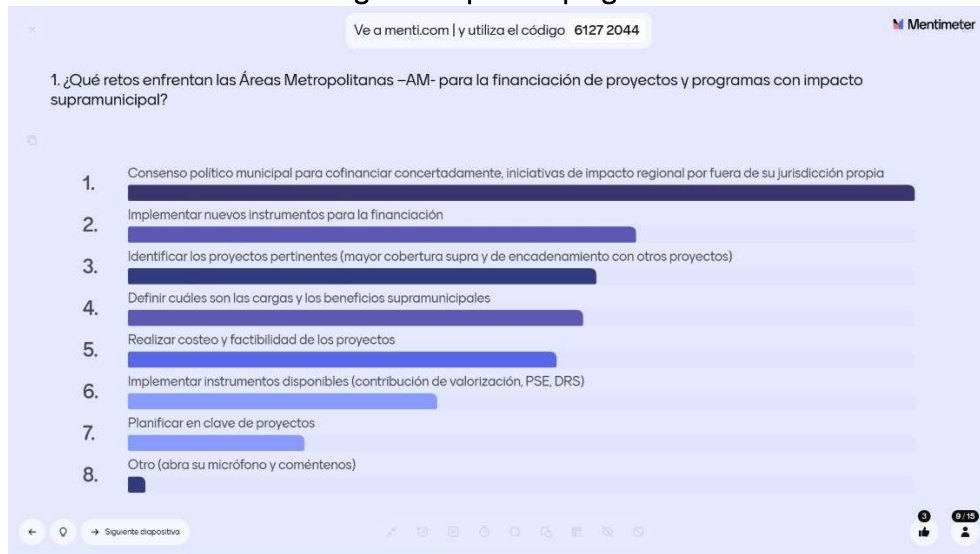 Ve a menti.com | y utiliza el código 6127 2044
Mentimeter
1. ¿Qué retos enfrentan las Áreas Metropolitanas –AM- para la financiación de proyectos y programas con impacto
supramunicipal?
1. Consenso político municipal para cofinanciar concertadamente, iniciativas de impacto regional por fuera de su jurisdicción propia
2. Implementar nuevos instrumentos para la financiación
3. Identificar los proyectos pertinentes (mayor cobertura supra y de encadenamiento con otros proyectos)
4. Definir cuáles son las cargas y los beneficios supramunicipales
5. Realizar costeo y factibilidad de los proyectos
6. Implementar instrumentos disponibles (contribución de valorización, PSE, DRS)
7. Planificar en clave de proyectos
8. Otro (abra su micrófono y coméntenos)
Siguiente diapositiva
3
9/15